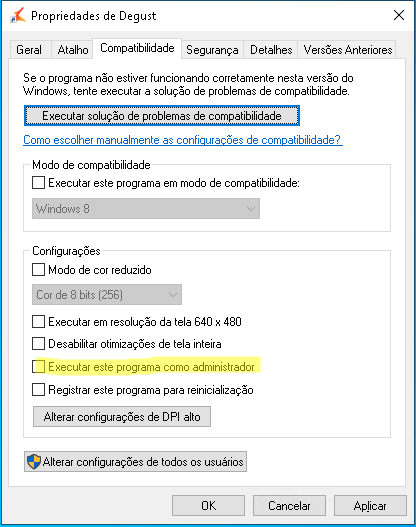 Propriedades de Degust
Geral
Atalho
Compatibilidade
Segurança
Detalhes
Versões Anteriores
Se o programa não estiver funcionando corretamente nesta versão do
Windows, tente executar a solução de problemas de compatibilidade.
Executar solução de problemas de compatibilidade
Como escolher manualmente as configurações de compatibilidade?
Modo de compatibilidade
Executar este programa em modo de compatibilidade:
Windows 8
Configurações
Modo de cor reduzido
Cor de 8 bits (256)
Executar em resolução da tela 640 x 480
Desabilitar otimizações de tela inteira
Executar este programa como administrador
Registrar este programa para reinicialização
Alterar configurações de DPI alto
Alterar configurações de todos os usuários
OK
Cancelar
Aplicar